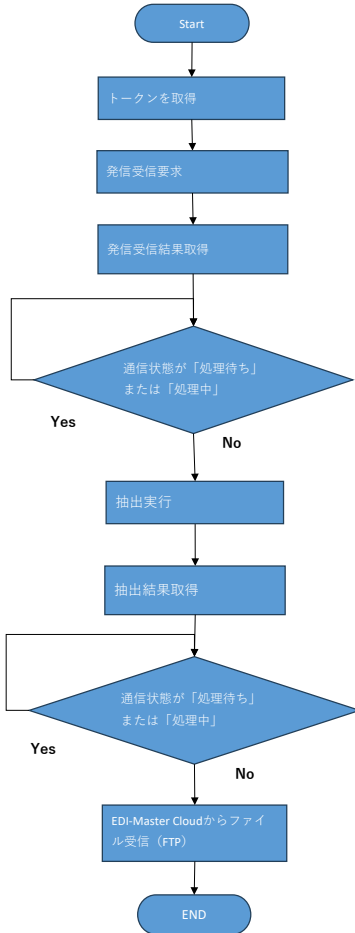 Start
トークンを取得
発信受信要求
発信受信結果取得
通信状態が「処理待ち」
または「処理中」
Yes
No
抽出実行
抽出結果取得
通信状態が「処理待ち」
または「処理中」
Yes
No
EDI-Master Cloudからファイ
ル受信（FTP）
END